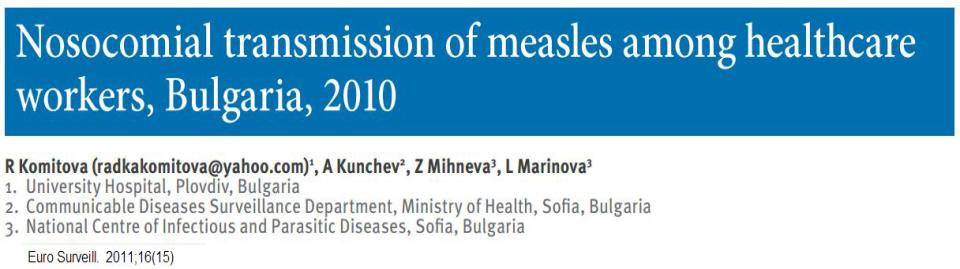 Nosocomial transmission of measles among healthcare
workers, Bulgaria, 2010
R Komitova (radkakomitova@yahoo.com)¹, A Kunchev², Z Mihneva³, L Marinova³
1. University Hospital, Plovdiv, Bulgaria
2. Communicable Diseases Surveillance Department, Ministry of Health, Sofia, Bulgaria
3. National Centre of Infectious and Parasitic Diseases, Sofia, Bulgaria
Euro Surveill. 2011;16(15)